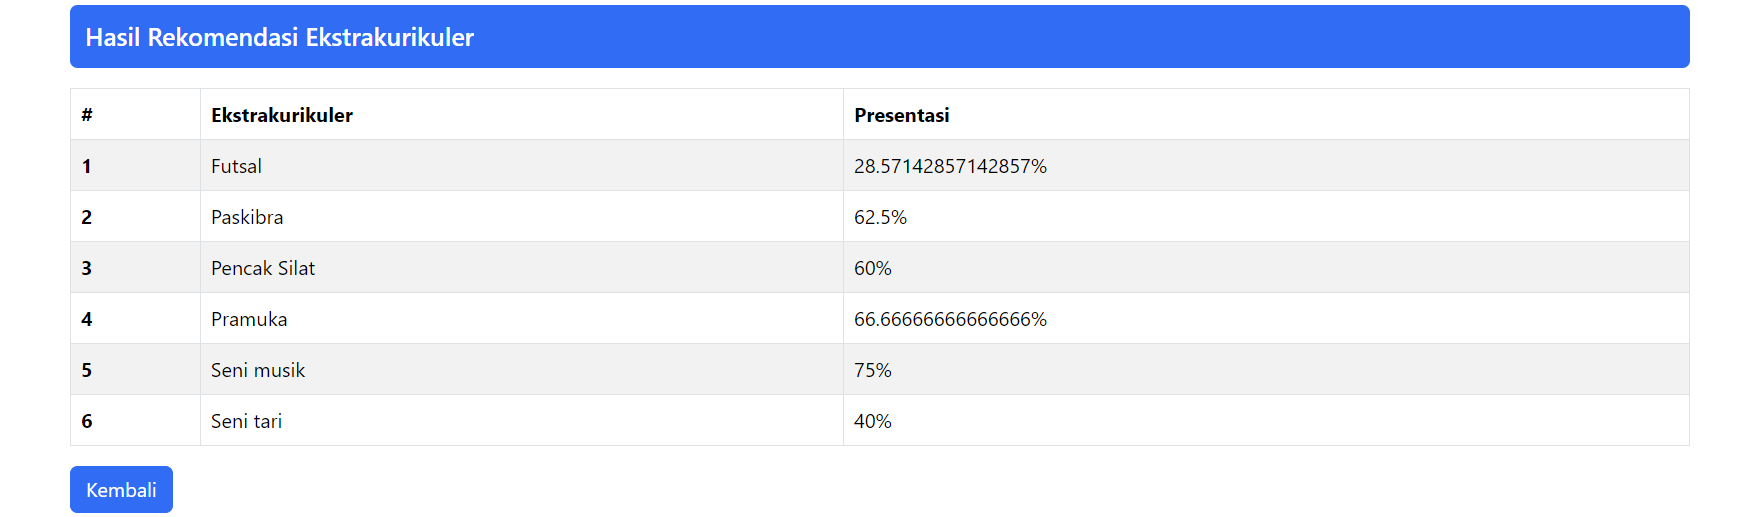 Hasil Rekomendasi Ekstrakurikuler
# Ekstrakurikuler Presentasi
1 Futsal 28.57142857142857%
2 Paskibra 62.5%
3 Pencak Silat 60%
4 Pramuka 66.66666666666666%
5 Seni musik 75%
6 Seni tari 40%
Kembali